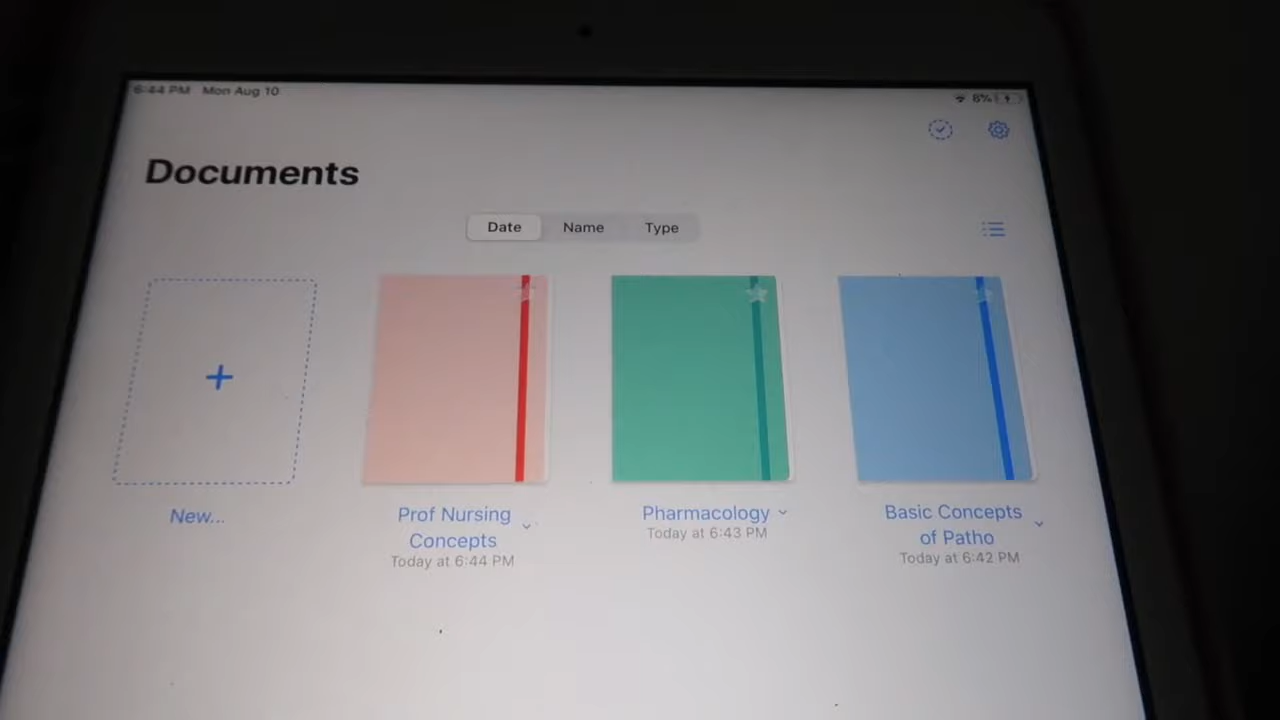 6:44 PM Mon Aug 10
8%
Documents
Date Name Type
New...
Prof Nursing
Concepts
Today at 6:44 PM
Pharmacology
Today at 6:43 PM
Basic Concepts
of Patho
Today at 6:42 PM